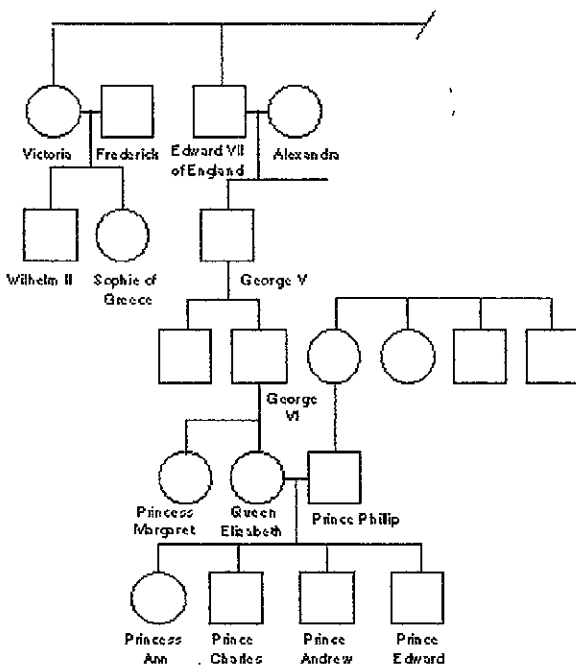 Victoria
Frederick
Edward VII
of England
Alexandra
Wilhelm II
Sophie of
Greece
George V
George
VI
Princess
Margaret
Queen
Elizabeth
Prince Phillip
Princess
Ann
Prince
Charles
Prince
Andrew
Prince
Edward